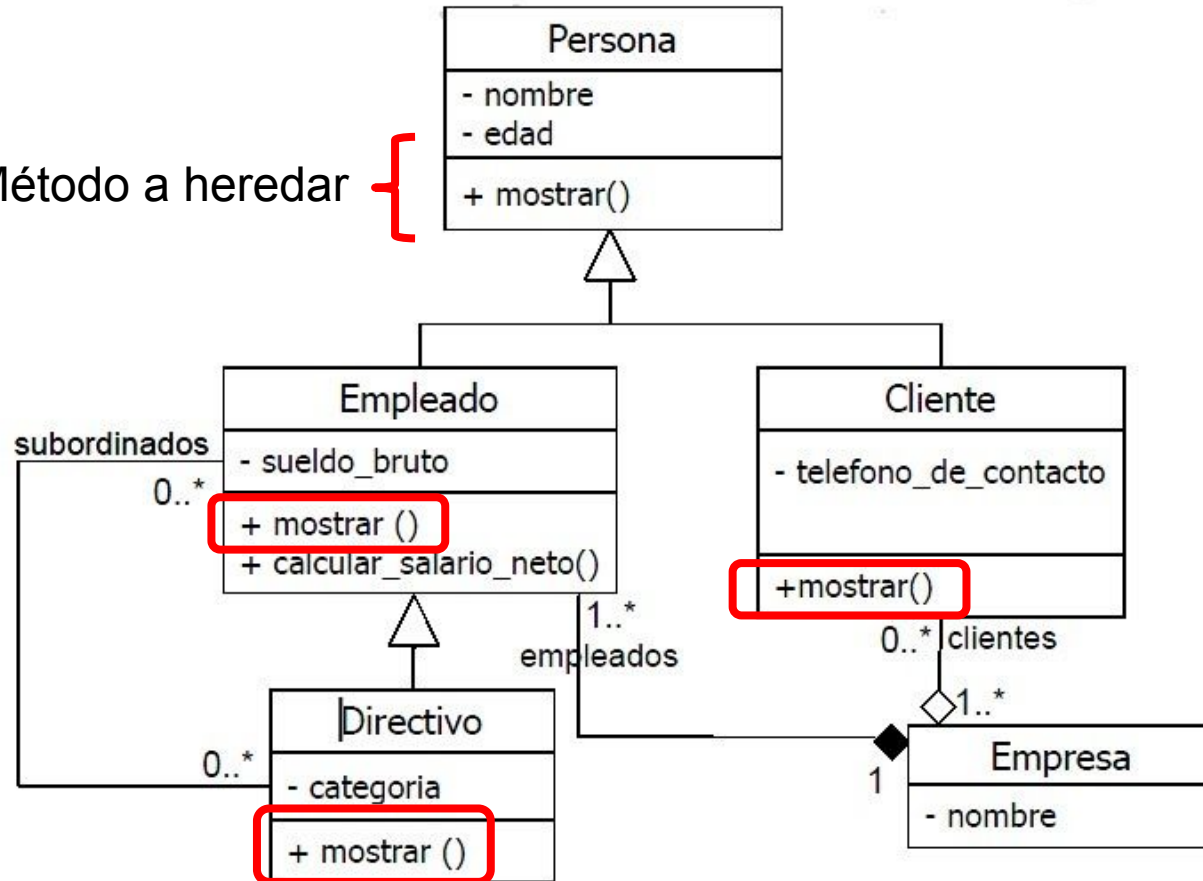 Persona
- nombre
- edad
Método a heredar
+ mostrar()
Empleado
- sueldo_bruto
+ mostrar ()
+ calcular_salario_neto()
Cliente
- telefono_de_contacto
+mostrar()
subordinados
0..*
1..*
empleados
0..* clientes
1..*
Directivo
- categoria
+ mostrar ()
0..*
1
Empresa
- nombre